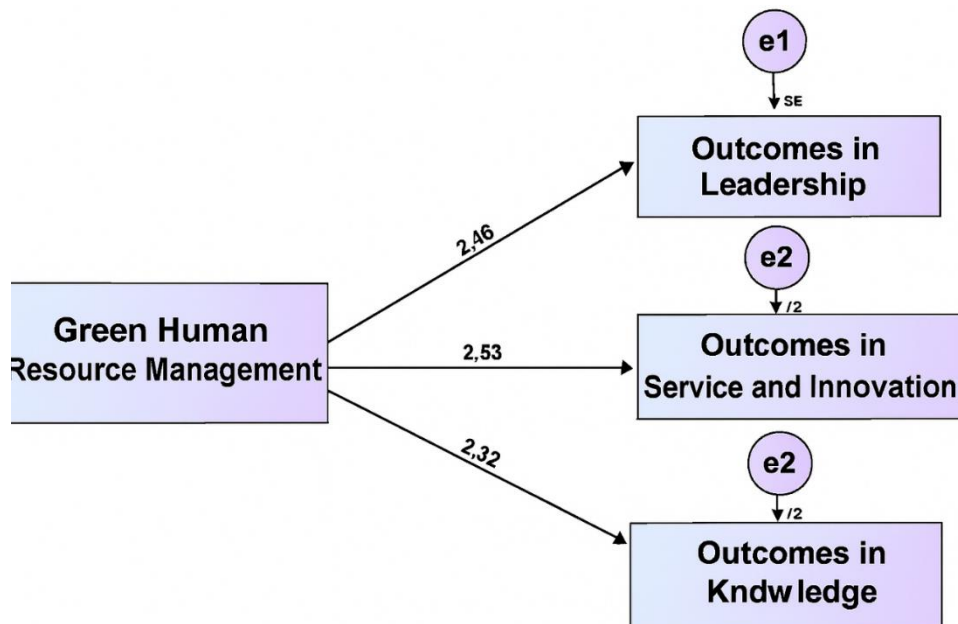 e1
SE
Outcomes in
Leadership
2,46
e2
/2
Green Human
Resource Management
2,53
Outcomes in
Service and Innovation
2,32
e2
/2
Outcomes in
Kndw ledge